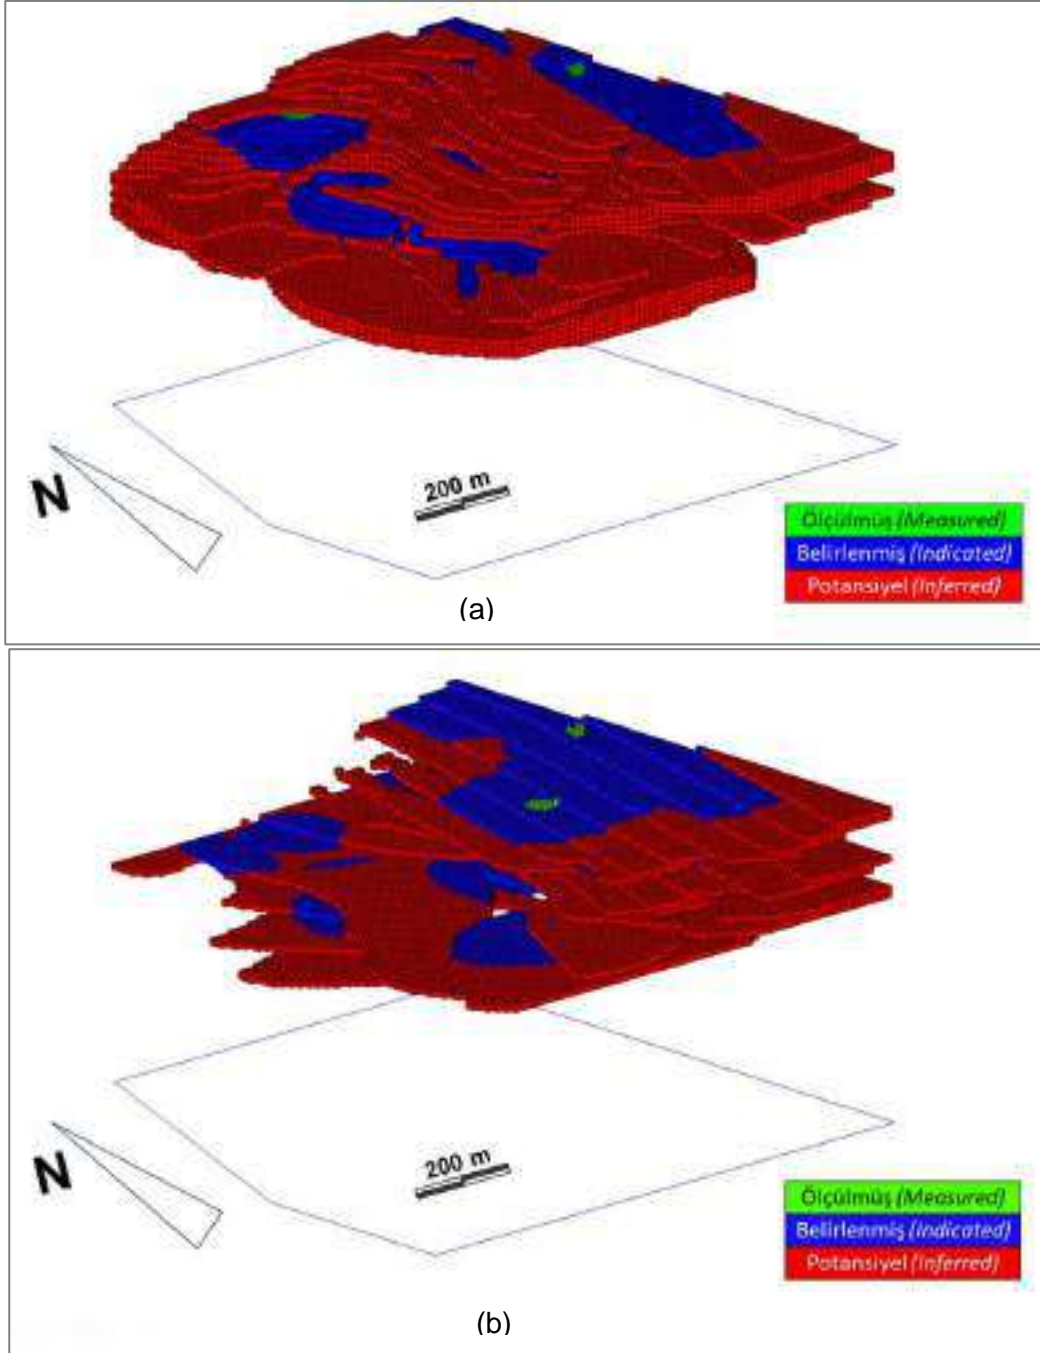 N
200 m
Ölçülmüş (Measured)
Belirlenmiş (Indicated)
Potansiyel (Inferred)
(a)
N
200 m
Ölçülmüş (Measured)
Belirlenmiş (Indicated)
Potansiyel (Inferred)
(b)